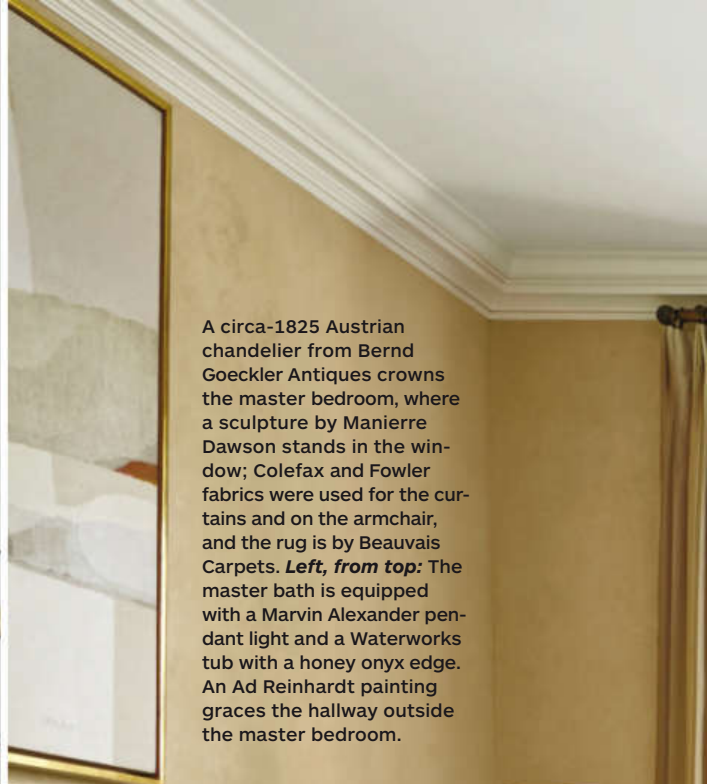 A circa-1825 Austrian
chandelier from Bernd
Goeckler Antiques crowns
the master bedroom, where
a sculpture by Manierre
Dawson stands in the win-
dow; Colefax and Fowler
fabrics were used for the cur-
tains and on the armchair,
and the rug is by Beauvais
Carpets. Left, from top: The
master bath is equipped
with a Marvin Alexander pen-
dant light and a Waterworks
tub with a honey onyx edge.
An Ad Reinhardt painting
graces the hallway outside
the master bedroom.